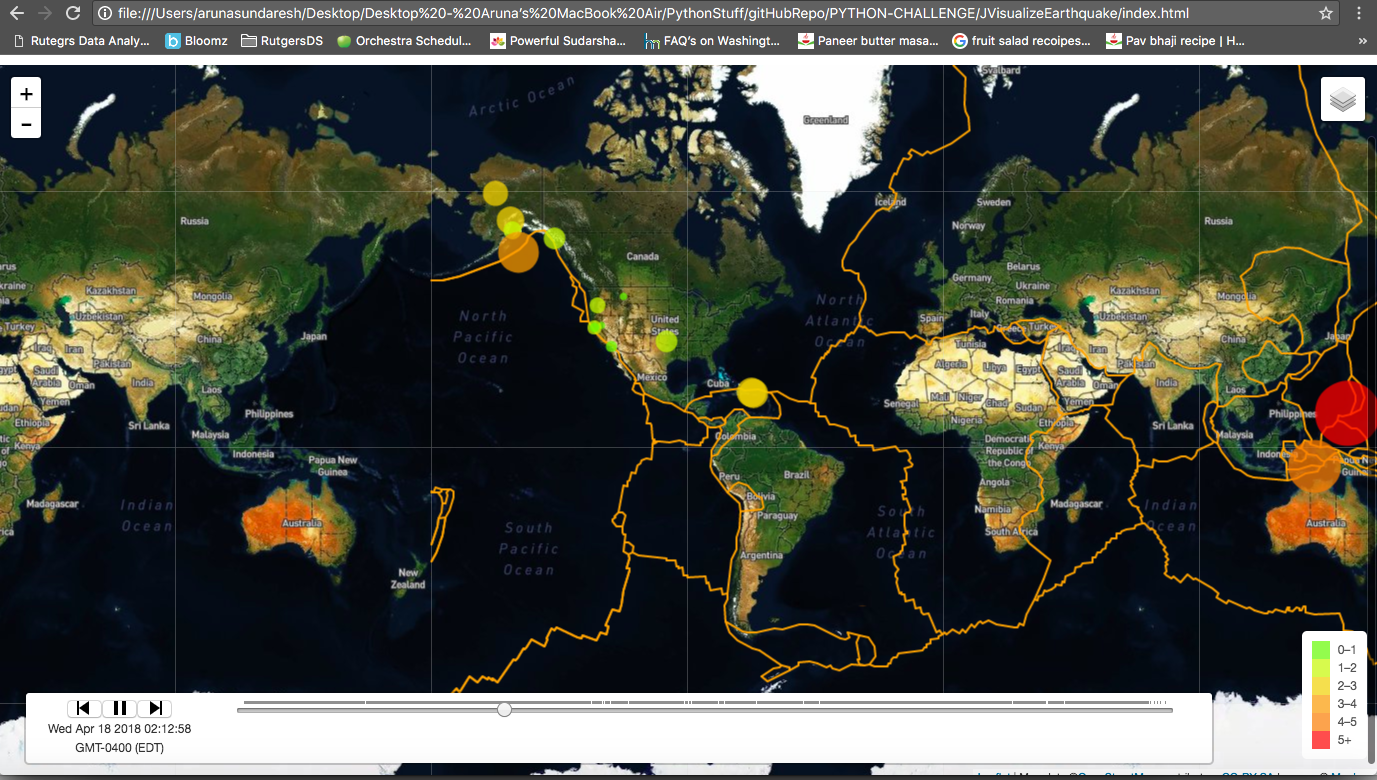 file:///Users/arunasundaresh/Desktop/Desktop%20-%20Aruna's%20MacBook%20Air/PythonStuff/gitHubRepo/PYTHON-CHALLENGE/JVisualizeEarthquake/index.html
Rutegrs Data Analy... Bloomz RutgersDS Orchestra Schedul... Powerful Sudarsha... FAQ's on Washingt... Paneer butter masa... fruit salad recoipes... Pav bhaji recipe | H... »
+
-
Arctic Ocean
Svalbard
Greenland
Iceland
Sweden
Norway
Russia
Russia
Canada
Belarus
Germany
Ukraine
Romania
Kazakhstan
Mongolia
Uzbekistan
Turkey
Iraq
Iran
China
Japan
Pakistan
Saudi
Arabia
Oman
India
Laos
Yemen
Philippines
Ethiopia
Sri Lanka
Malaysia
Kenya
Indonesia
Papua New
Guinea
Madagascar
Indian
Ocean
Australia
New
Zealand
North
Pacific
Ocean
South
Pacific
Ocean
United
States
Mexico
Cuba
Colombia
Peru
Brazil
Bolivia
Paraguay
Argentina
North
Atlantic
Ocean
South
Atlantic
Ocean
Spain
Italy
Greece
Turkey
Tunisia
Algeria
Libya
Egypt
Mali
Niger
Chad
Sudan
Senegal
Nigeria
Ethiopia
Democratic
Republic of
the Congo
Kenya
Angola
Namibia
South Africa
Madagascar
Kazakhstan
Mongolia
Uzbekistan
China
Japan
Iraq
Iran
Pakistan
Saudi
Arabia
Oman
Yemen
India
Laos
Sri Lanka
Philippines
Malaysia
Indian
Ocean
Australia
0–1
1–2
2–3
3–4
4–5
5+
Wed Apr 18 2018 02:12:58
GMT-0400 (EDT)